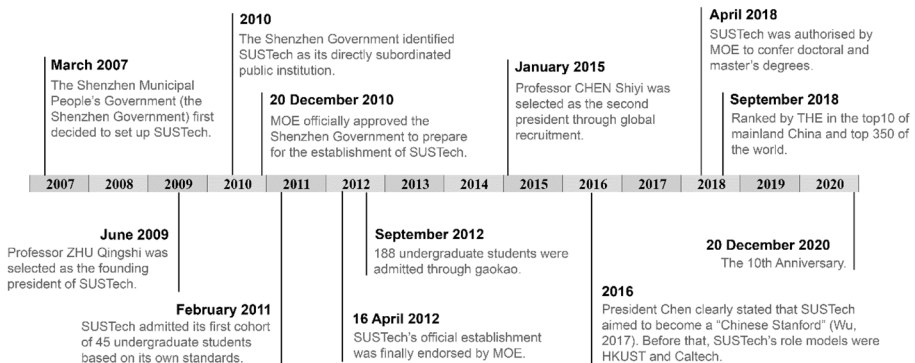 March 2007
The Shenzhen Municipal
People's Government (the
Shenzhen Government) first
decided to set up SUSTech.
2010
The Shenzhen Government identified
SUSTech as its directly subordinated
public institution.
20 December 2010
MOE officially approved the
Shenzhen Government to prepare
for the establishment of SUSTech.
January 2015
Professor CHEN Shiyi was
selected as the second
president through global
recruitment.
April 2018
SUSTech was authorised by
MOE to confer doctoral and
master's degrees.
September 2018
Ranked by THE in the top10 of
mainland China and top 350 of
the world.
2007 2008 2009 2010 2011 2012 2013 2014 2015 2016 2017 2018 2019 2020
June 2009
Professor ZHU Qingshi was
selected as the founding
president of SUSTech.
February 2011
SUSTech admitted its first cohort
of 45 undergraduate students
based on its own standards.
September 2012
188 undergraduate students were
admitted through gaokao.
16 April 2012
SUSTech's official establishment
was finally endorsed by MOE.
2016
President Chen clearly stated that SUSTech
aimed to become a “Chinese Stanford” (Wu,
2017). Before that, SUSTech's role models were
HKUST and Caltech.
20 December 2020
The 10th Anniversary.